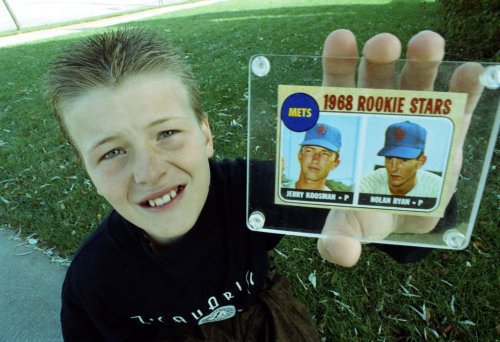 1968 ROOKIE STARS
METS
JERRY KOOSMAN - P
NOLAN RYAN - P